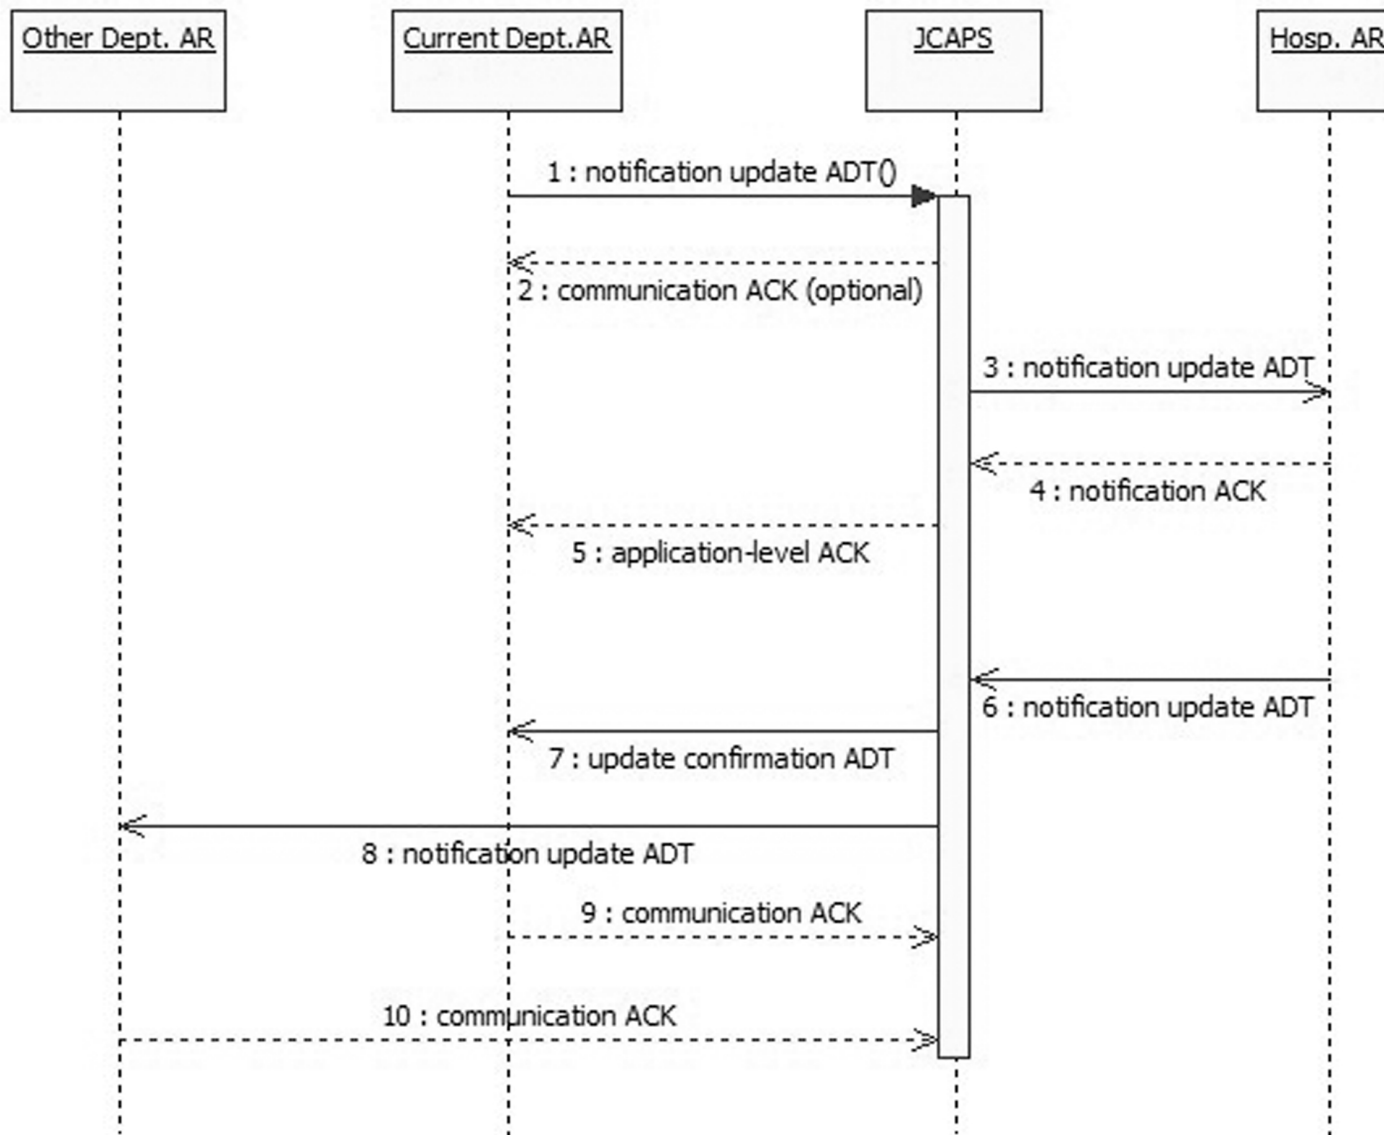 Other Dept. AR
Current Dept.AR
JCAPS
Hosp. AR
1 : notification update ADT()
2 : communication ACK (optional)
3 : notification update ADT
4 : notification ACK
5 : application-level ACK
6 : notification update ADT
7 : update confirmation ADT
8 : notification update ADT
9 : communication ACK
10 : communication ACK